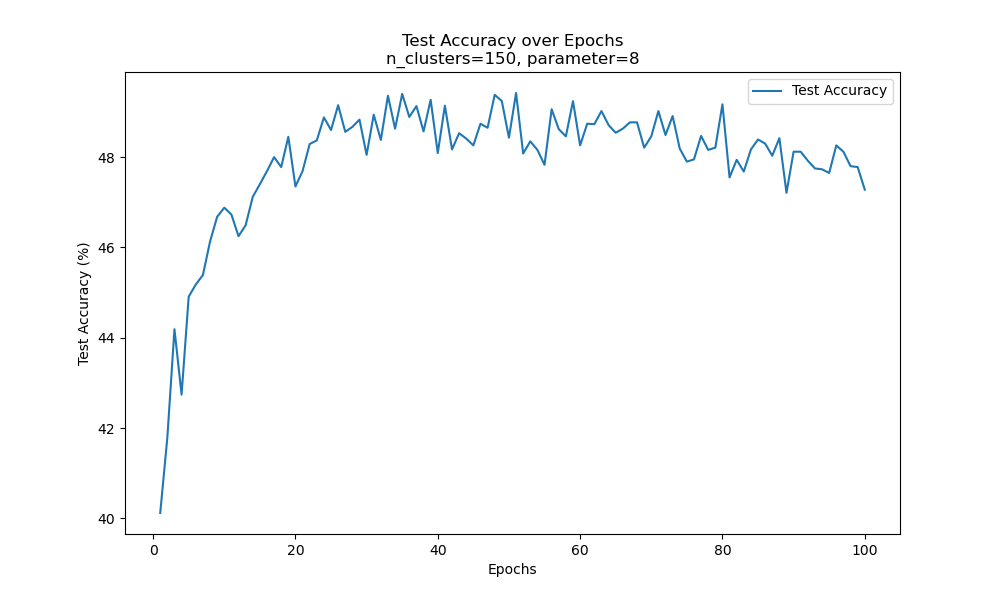 Test Accuracy over Epochs
n_clusters=150, parameter=8
Test Accuracy
Test Accuracy (%)
48
46
44
42
40
0 20 40 60 80 100
Epochs